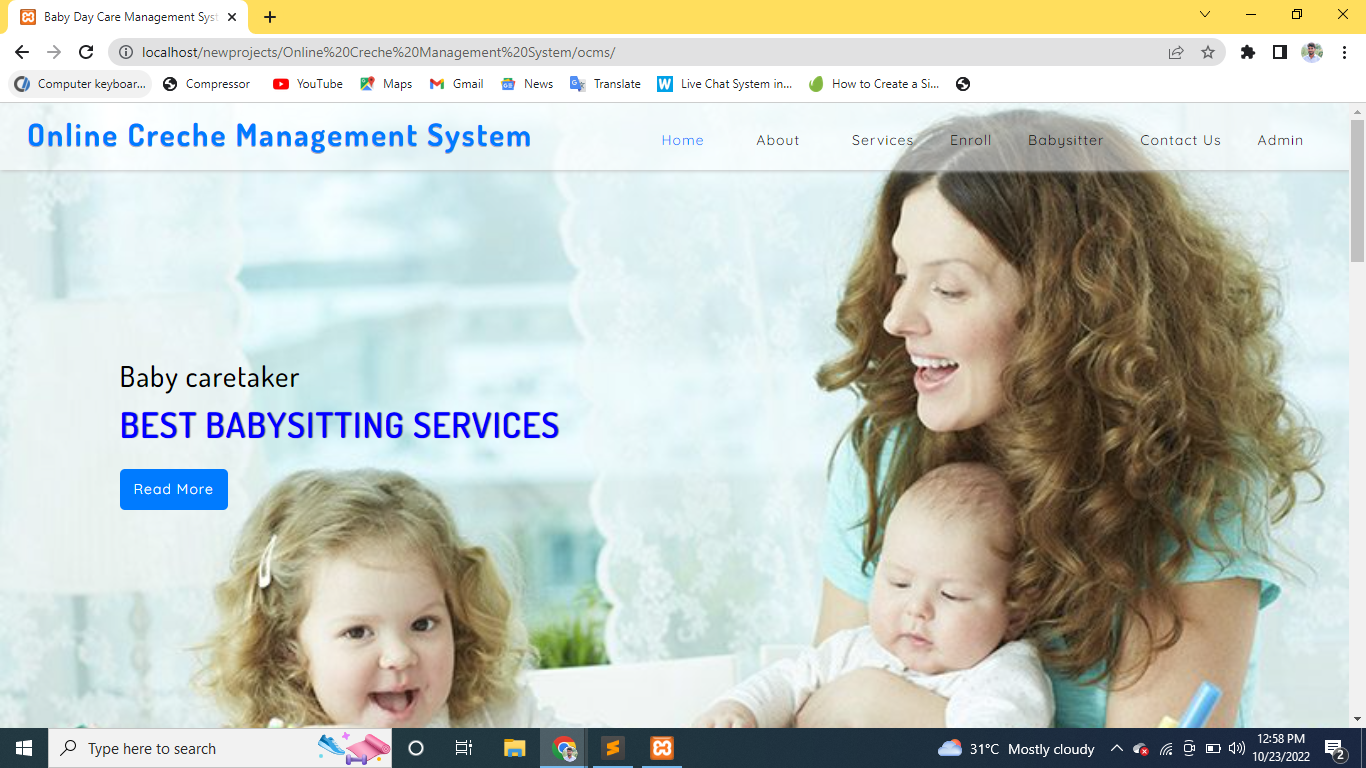 Baby Day Care Management Syst
localhost/newprojects/Online%20Creche%20Management%20System/ocms/
Computer keyboar... Compressor YouTube Maps Gmail News Translate Live Chat System in... How to Create a Si...
Online Creche Management System
Home About Services Enroll Babysitter Contact Us Admin
Baby caretaker
BEST BABYSITTING SERVICES
Read More
Type here to search
31°C Mostly cloudy
12:58 PM
10/23/2022
2